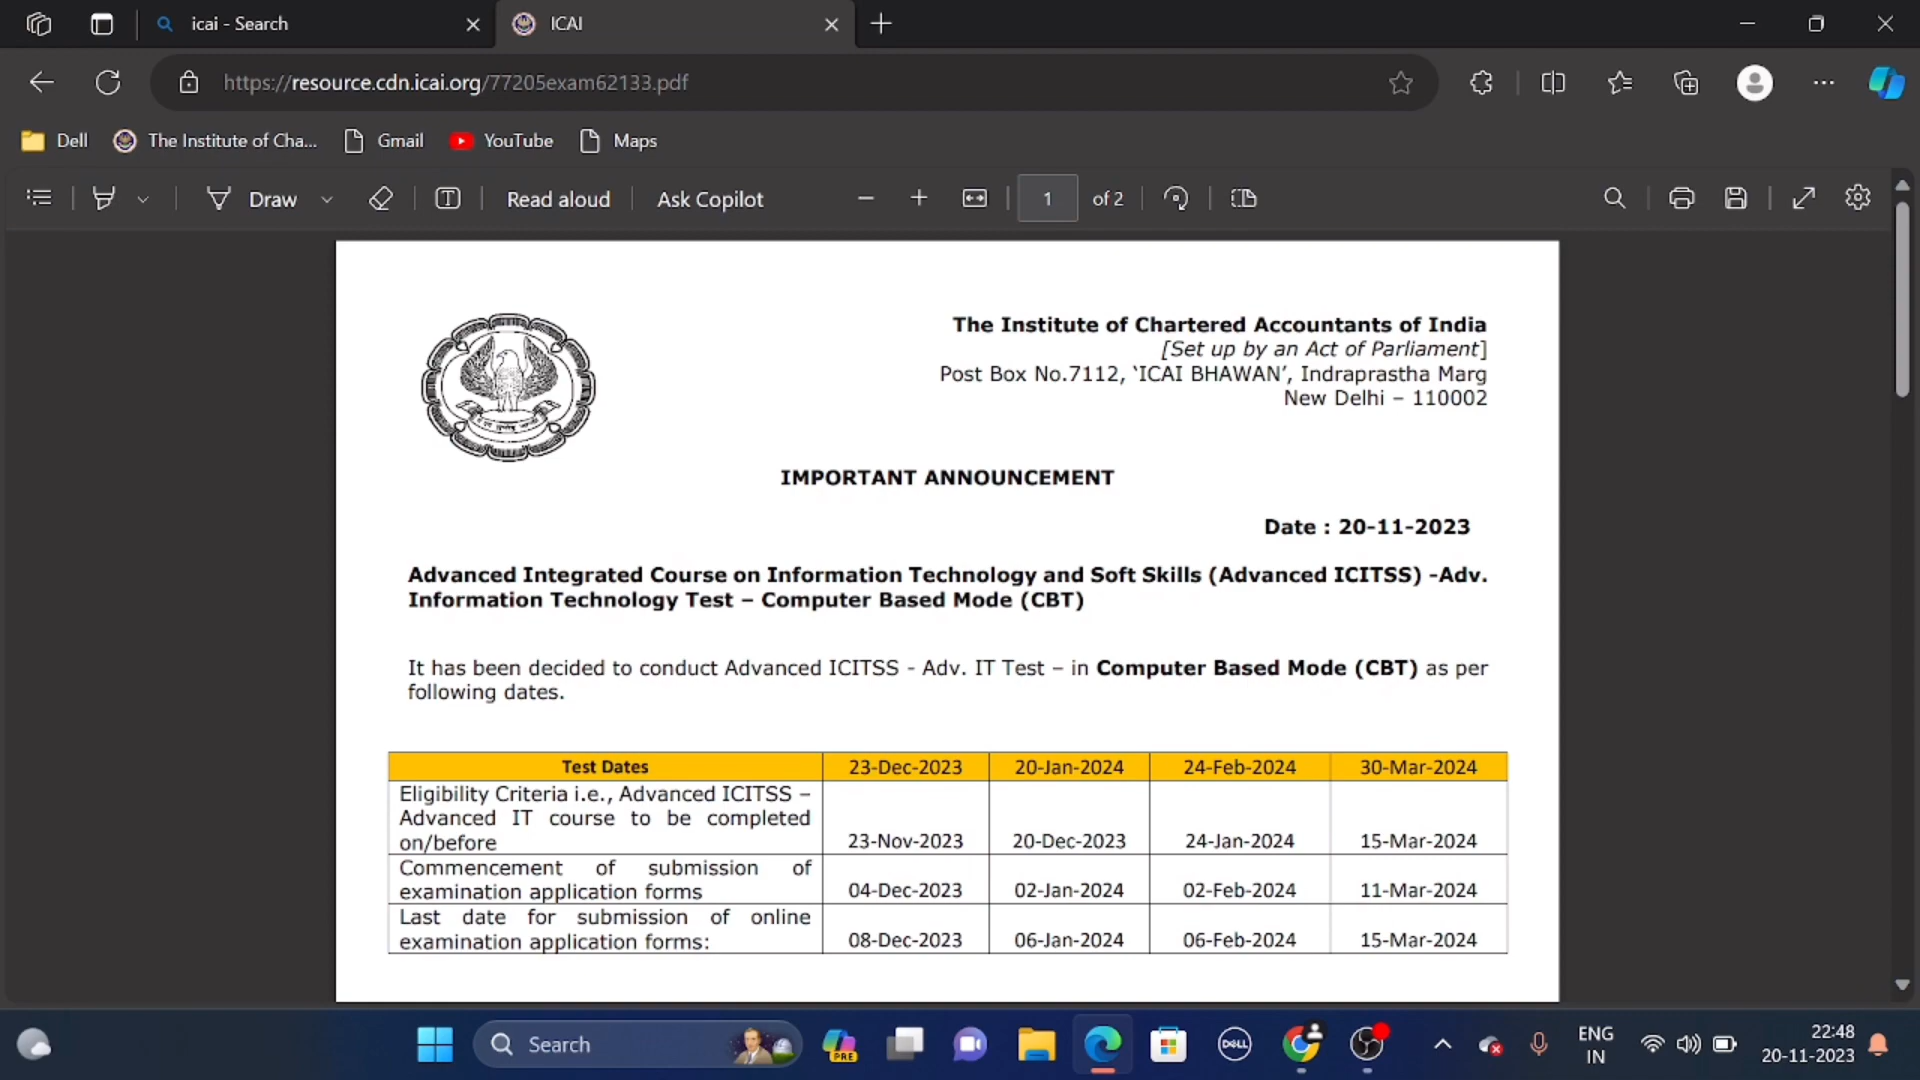 icai - Search
ICAI
https://resource.cdn.icai.org/77205exam62133.pdf
Dell
The Institute of Cha...
Gmail
YouTube
Maps
Draw
Read aloud
Ask Copilot
1
of 2
The Institute of Chartered Accountants of India
[Set up by an Act of Parliament]
Post Box No.7112, ‘ICAI BHAWAN’, Indraprastha Marg
New Delhi – 110002
IMPORTANT ANNOUNCEMENT
Date : 20-11-2023
Advanced Integrated Course on Information Technology and Soft Skills (Advanced ICITSS) -Adv.
Information Technology Test – Computer Based Mode (CBT)
It has been decided to conduct Advanced ICITSS - Adv. IT Test – in Computer Based Mode (CBT) as per
following dates.
Test Dates 23-Dec-2023 20-Jan-2024 24-Feb-2024 30-Mar-2024
Eligibility Criteria i.e., Advanced ICITSS –
Advanced IT course to be completed
on/before 23-Nov-2023 20-Dec-2023 24-Jan-2024 15-Mar-2024
Commencement of submission of
examination application forms 04-Dec-2023 02-Jan-2024 02-Feb-2024 11-Mar-2024
Last date for submission of online
examination application forms: 08-Dec-2023 06-Jan-2024 06-Feb-2024 15-Mar-2024
Search
PRE
DELL
ENG
IN
22:48
20-11-2023